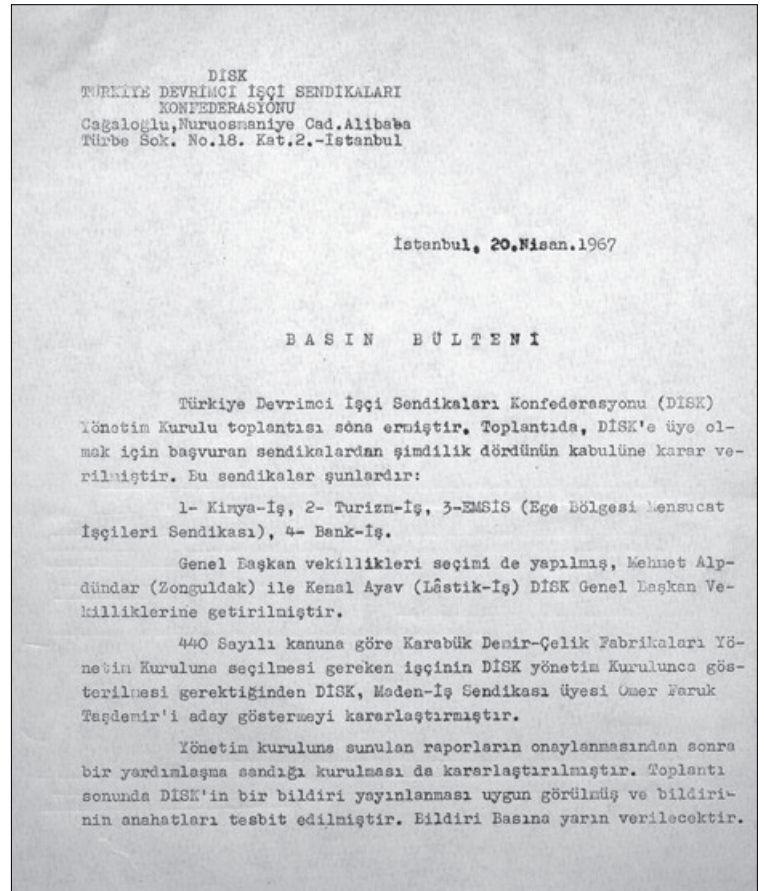 DİSK
TÜRKİYE DEVRİMCİ İŞÇİ SENDİKALARI
KONFEDERASYONU
Cağaloğlu,Nuruosmaniye Cad.Alibaba
Türbe Sok. No.18. Kat.2.-İstanbul
İstanbul, 20.Nisan.1967
BASIN BÜLTENİ
Türkiye Devrimci İşçi Sendikaları Konfederasyonu (DİSK)
Yönetim Kurulu toplantısı sona ermiştir. Toplantıda, DİSK'e üye ol-
mak için başvuran sendikalardan şimdilik dördünün kabulüne karar ve-
rilmiştir. Bu sendikalar şunlardır:
1- Kimya-İş, 2- Turizm-İş, 3-EMSİS (Ege Bölgesi Mensucat
İşçileri Sendikası), 4- Bank-İş.
Genel Başkan vekillikleri seçimi de yapılmış, Mehmet Alp-
dündar (Zonguldak) ile Kemal Ayav (Lâstik-İş) DİSK Genel Başkan Ve-
killiklerine getirilmiştir.
440 Sayılı kanuna göre Karabük Demir-Çelik Fabrikaları Yö-
netim Kuruluna seçilmesi gereken işçinin DİSK yönetim Kurulunca gös-
terilmesi gerektiğinden DİSK, Maden-İş Sendikası üyesi Ömer Faruk
Taşdemir'i aday göstermeyi kararlaştırmıştır.
Yönetim kuruluna sunulan raporların onaylanmasından sonra
bir yardımlaşma sandığı kurulması da kararlaştırılmıştır. Toplantı
sonunda DİSK'in bir bildiri yayınlanması uygun görülmüş ve bildiri-
nin anahatları tesbit edilmiştir. Bildiri Basına yarın verilecektir.